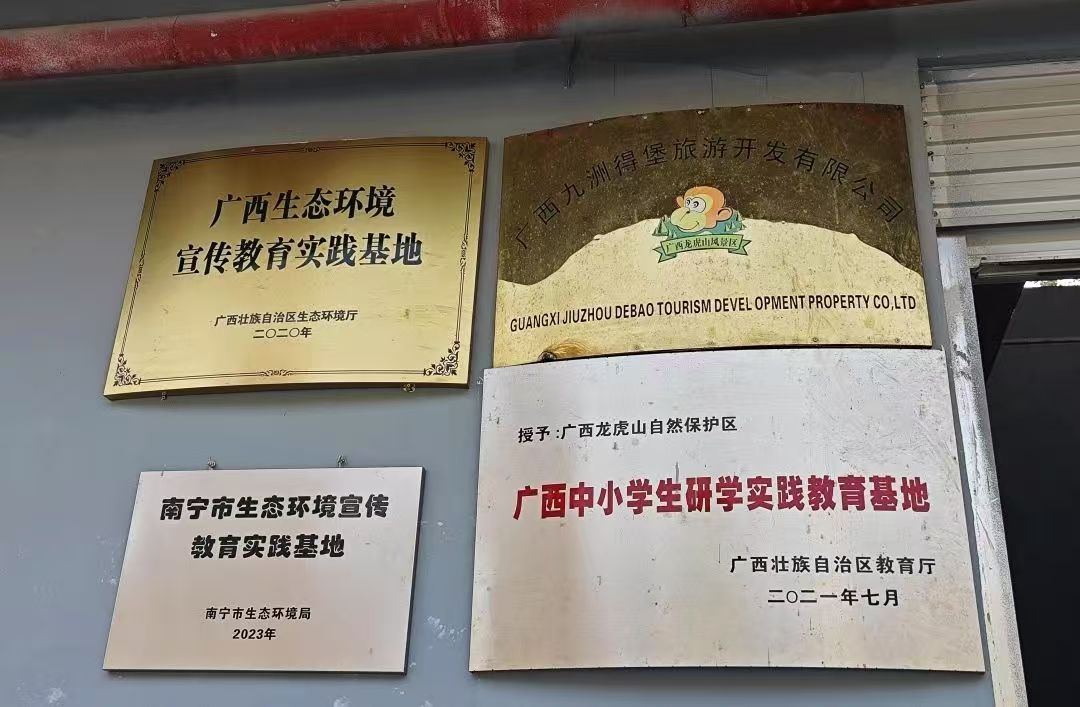 广西生态环境
宣传教育实践基地
广西壮族自治区生态环境厅
二〇二〇年
广西九洲得堡旅游开发有限公司
广西龙虎山风景区
GUANGXI JIUZHOU DEBAO TOURISM DEVEL OPMENT PROPERTY CO,LTD
南宁市生态环境宣传
教育实践基地
南宁市生态环境局
2023年
授予:广西龙虎山自然保护区
广西中小学生研学实践教育基地
广西壮族自治区教育厅
二〇二一年七月